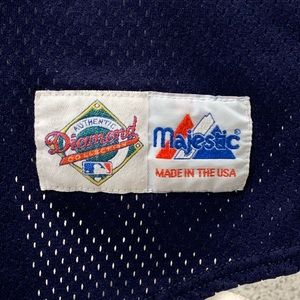 AUTHENTIC
Diamond
COLLECTION
Majestic
MADE IN THE USA